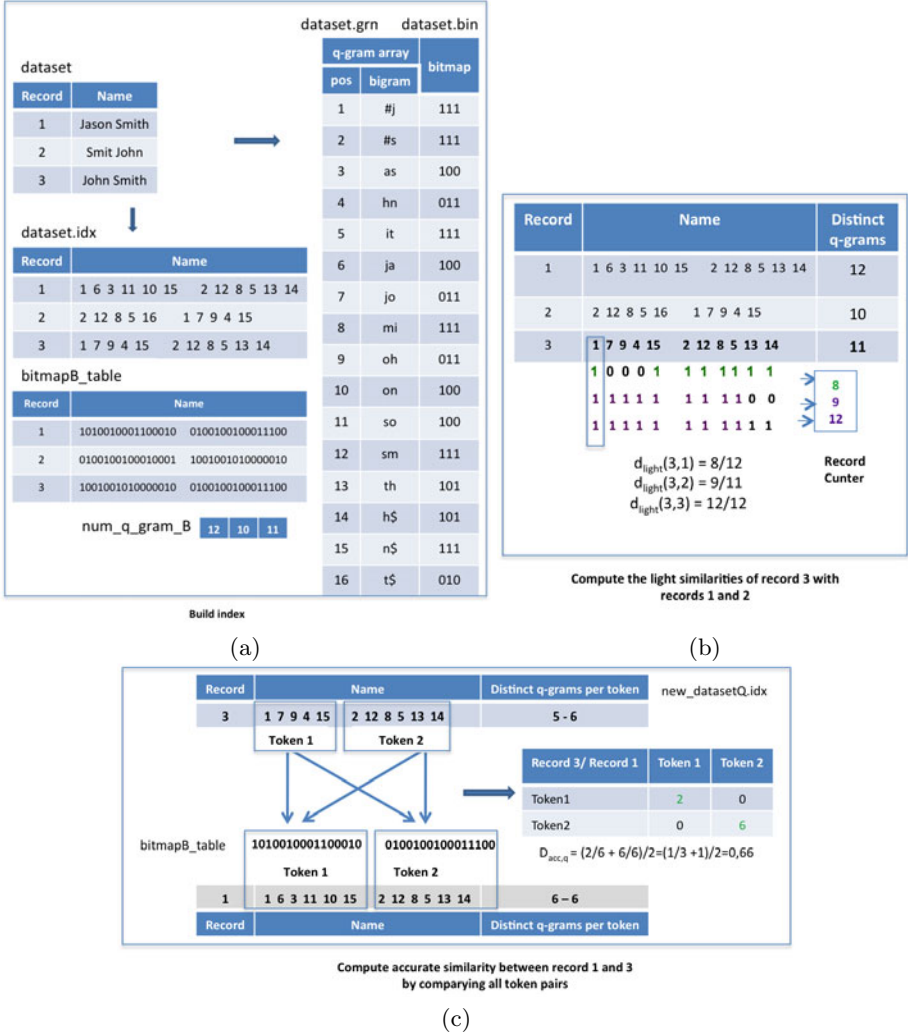 dataset.grn dataset.bin
q-gram array bitmap
pos bigram
1 #j 111
2 #s 111
3 as 100
4 hn 011
5 it 111
6 ja 100
7 jo 011
8 mi 111
9 oh 011
10 on 100
11 so 100
12 sm 111
13 th 101
14 h$ 101
15 n$ 111
16 t$ 010
dataset
Record Name
1 Jason Smith
2 Smit John
3 John Smith
dataset.idx
Record Name
1 1 6 3 11 10 15 2 12 8 5 13 14
2 2 12 8 5 16 1 7 9 4 15
3 1 7 9 4 15 2 12 8 5 13 14
bitmapB_table
Record Name
1 1010010001100010 0100100100011100
2 0100100100010001 1001001010000010
3 1001001010000010 0100100100011100
num_q_gram_B 12 10 11
Build index
(a)
Record Name Distinct q-grams
1 1 6 3 11 10 15 2 12 8 5 13 14 12
2 2 12 8 5 16 1 7 9 4 15 10
3 1 7 9 4 15 2 12 8 5 13 14 11
1 0 0 0 1 1 1 1 1 1 1 8
1 1 1 1 1 1 1 1 1 0 0 9
1 1 1 1 1 1 1 1 1 1 1 12
d light (3,1) = 8/12
d light (3,2) = 9/11
d light (3,3) = 12/12
Record Cunter
Compute the light similarities of record 3 with
records 1 and 2
(b)
Record Name Distinct q-grams per token new_datasetQ.idx
3 1 7 9 4 15 2 12 8 5 13 14 5 - 6
Token 1 Token 2
Record 3/ Record 1 Token 1 Token 2
Token1 2 0
Token2 0 6
D acc,q = (2/6 + 6/6)/2=(1/3 +1)/2=0,66
bitmapB_table
1010010001100010 0100100100011100
Token 1 Token 2
1 1 6 3 11 10 15 2 12 8 5 13 14 6 – 6
Record Name Distinct q-grams per token
Compute accurate similarity between record 1 and 3
by comparying all token pairs
(c)